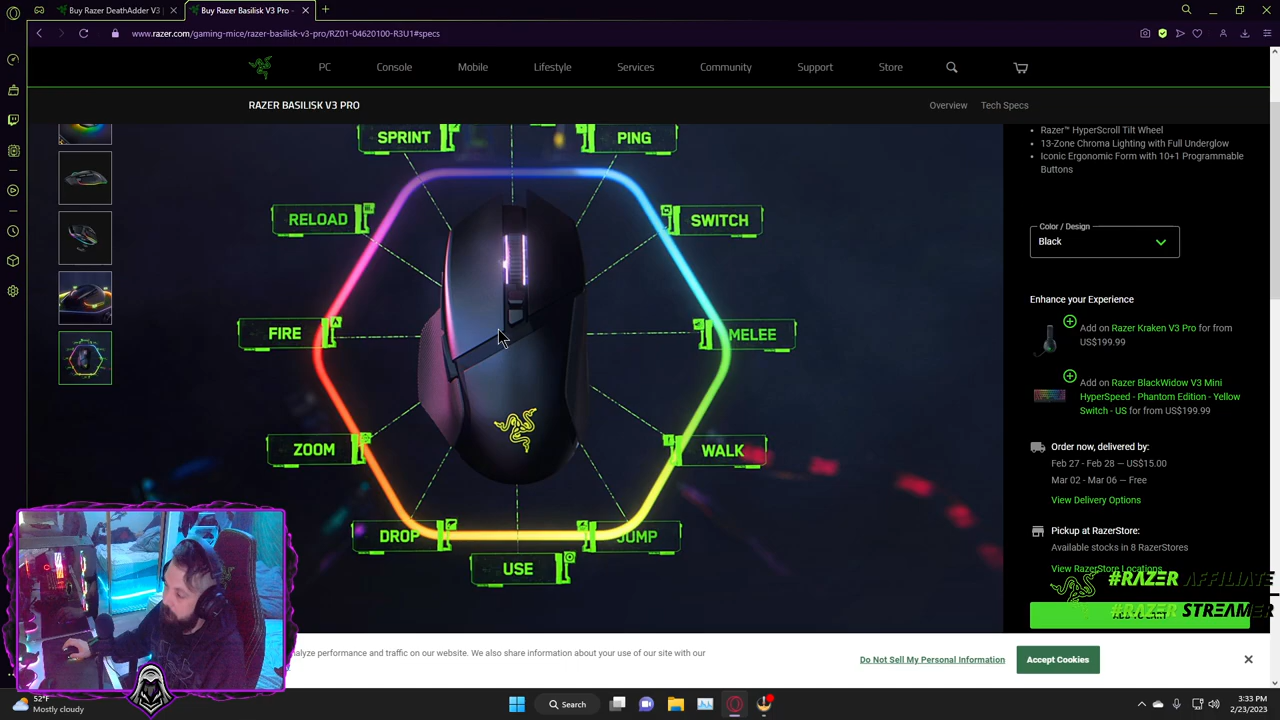 Buy Razer DeathAdder V3 |
Buy Razer Basilisk V3 Pro -
www.razer.com/gaming-mice/razer-basilisk-v3-pro/RZ01-04620100-R3U1#specs
PC
Console
Mobile
Lifestyle
Services
Community
Support
Store
RAZER BASILISK V3 PRO
Overview
Tech Specs
SPRINT
PING
RELOAD
SWITCH
FIRE
MELEE
ZOOM
WALK
DROP
JUMP
USE
Razer™ HyperScroll Tilt Wheel
13-Zone Chroma Lighting with Full Underglow
Iconic Ergonomic Form with 10+1 Programmable
Buttons
Color / Design
Black
Enhance your Experience
Add on Razer Kraken V3 Pro for from
US$199.99
Add on Razer BlackWidow V3 Mini
HyperSpeed - Phantom Edition - Yellow
Switch - US for from US$199.99
Order now, delivered by:
Feb 27 - Feb 28 — US$15.00
Mar 02 - Mar 06 — Free
View Delivery Options
Pickup at RazerStore:
Available stocks in 8 RazerStores
View RazerStore Locations
#RAZER AFFILIATE
#RAZER STREAMER
ADD TO CART
analyze performance and traffic on our website. We also share information about your use of our site with our
Do Not Sell My Personal Information
Accept Cookies
52°F
Mostly cloudy
Search
3:33 PM
2/23/2023